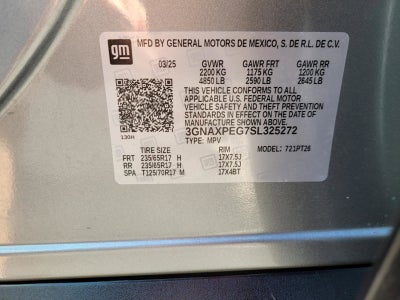 gm
MFD BY GENERAL MOTORS DE MEXICO, S. DE R.L. DE C.V.
03/25 GVWR GAWR FRT GAWR RR
2200 KG 1175 KG 1200 KG
4850 LB 2590 LB 2645 LB
THIS VEHICLE CONFORMS TO ALL
APPLICABLE U.S. FEDERAL MOTOR
VEHICLE SAFETY AND THEFT PREVENTION
STANDARDS IN EFFECT ON THE DATE OF
MANUFACTURE SHOWN ABOVE.
3GNAXPEG7SL325272
130H TYPE: MPV MODEL: 721PT26
TIRE SIZE RIM
FRT 235/65R17 H 17X7.5J
RR 235/65R17 H 17X7.5J
SPA T125/70R17 M 17X4BT